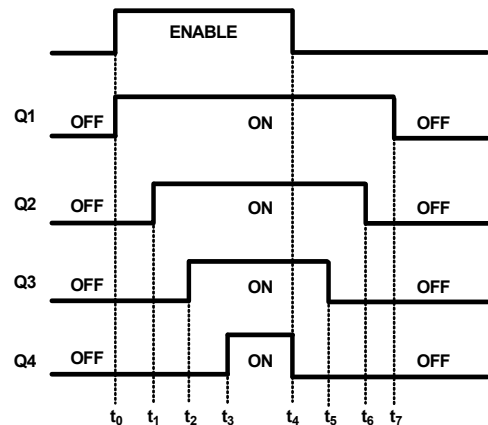 ENABLE
Q1 OFF ON OFF
Q2 OFF ON OFF
Q3 OFF ON OFF
Q4 OFF ON OFF
t0 t1 t2 t3 t4 t5 t6 t7